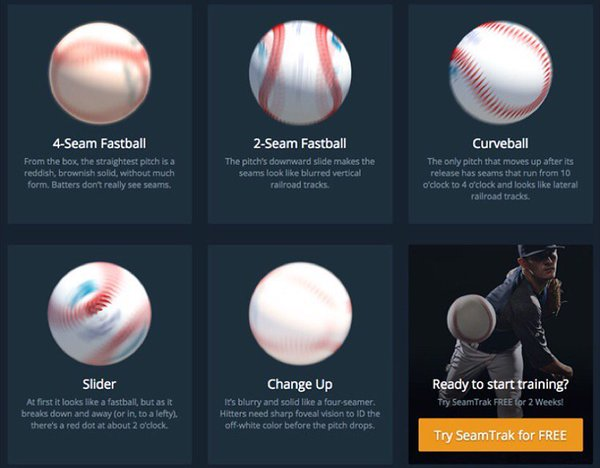 4-Seam Fastball
From the box, the straightest pitch is a
reddish, brownish solid, without much
form. Batters don't really see seams.
2-Seam Fastball
The pitch's downward slide makes the
seams look like blurred vertical
railroad tracks.
Curveball
The only pitch that moves up after its
release has seams that run from 10
o'clock to 4 o'clock and looks like lateral
railroad tracks.
Slider
At first it looks like a fastball, but as it
breaks down and away (or in, to a lefty),
there's a red dot at about 2 o'clock.
Change Up
It's blurry and solid like a four-seamer.
Hitters need sharp foveal vision to ID the
off-white color before the pitch drops.
Ready to start training?
Try SeamTrak FREE for 2 Weeks!
Try SeamTrak for FREE